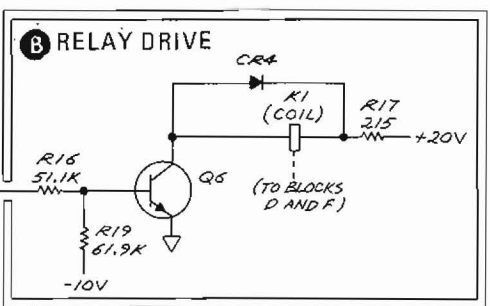 B RELAY DRIVE
CR4
K1
(COIL)
R17
215
+20V
R16
51.1K
Q6
(TO BLOCKS
D AND F)
R19
61.9K
-10V